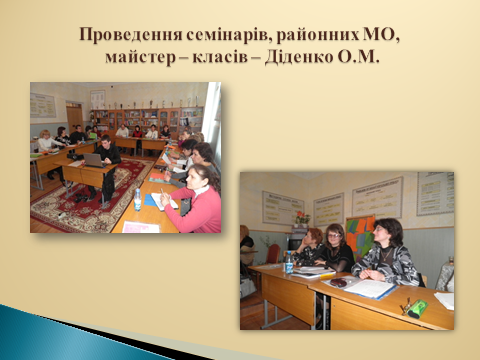 Проведення семінарів, районних МО,
майстер – класів – Діденко О.М.